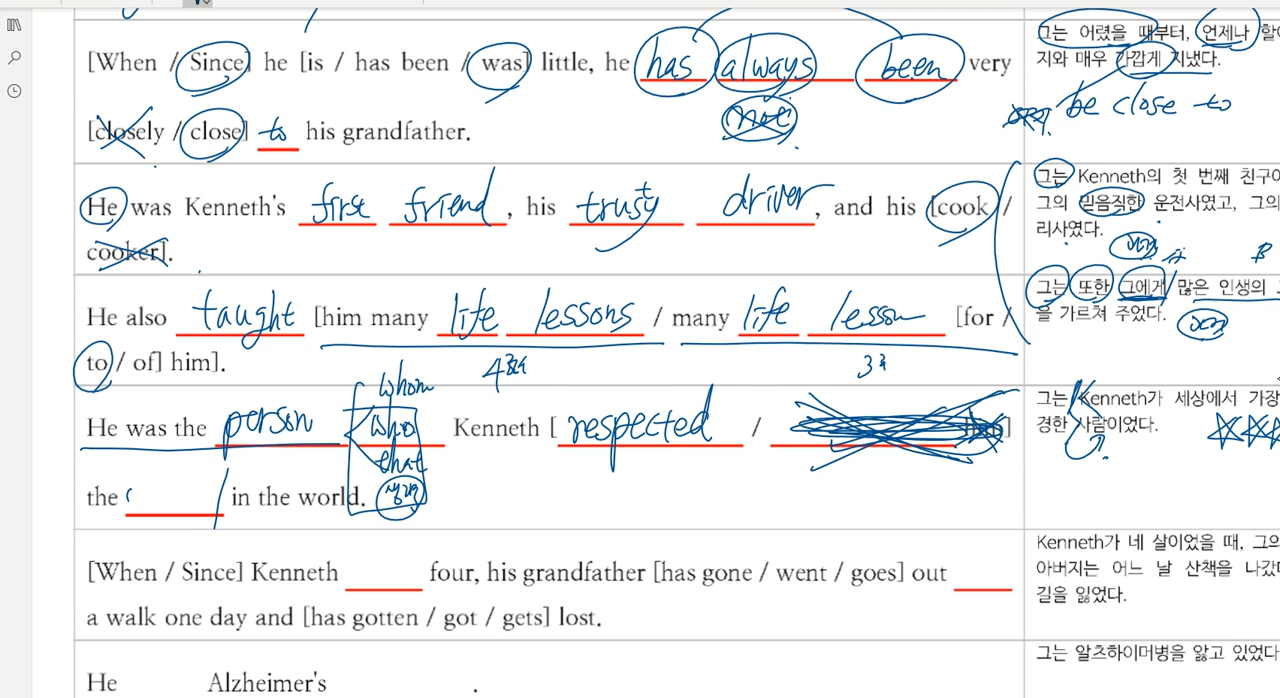 [When / Since] he [is / has been / was] little, he has always been very
not
[closely / close] to his grandfather.
그는 어렸을 때부터, 언제나 할
지와 매우 가깝게 지냈다.
be close to
He was Kenneth's first friend, his trusty driver, and his [cook /
cooker].
그는 Kenneth의 첫 번째 친구
그의 믿음직한 운전사였고, 그의
리사였다.
He also taught [him many life lessons / many life lesson [for /
to / of] him].
4형식
3형식
그는 또한 그에게 많은 인생의
을 가르쳐 주었다.
whom
He was the person who Kenneth [ respected /
that
the in the world. 생략
그는 Kenneth가 세상에서 가장
경한 사람이었다.
[When / Since] Kenneth four, his grandfather [has gone / went / goes] out
a walk one day and [has gotten / got / gets] lost.
Kenneth가 네 살이었을 때, 그의
아버지는 어느 날 산책을 나갔
길을 잃었다.
He Alzheimer's .
그는 알츠하이머병을 앓고 있었다